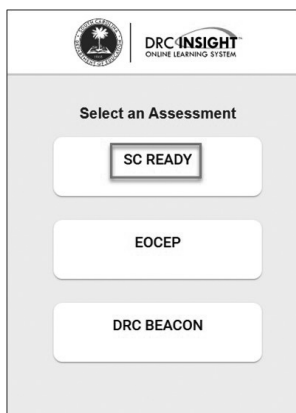 DRC INSIGHT
ONLINE LEARNING SYSTEM
Select an Assessment
SC READY
EOCEP
DRC BEACON